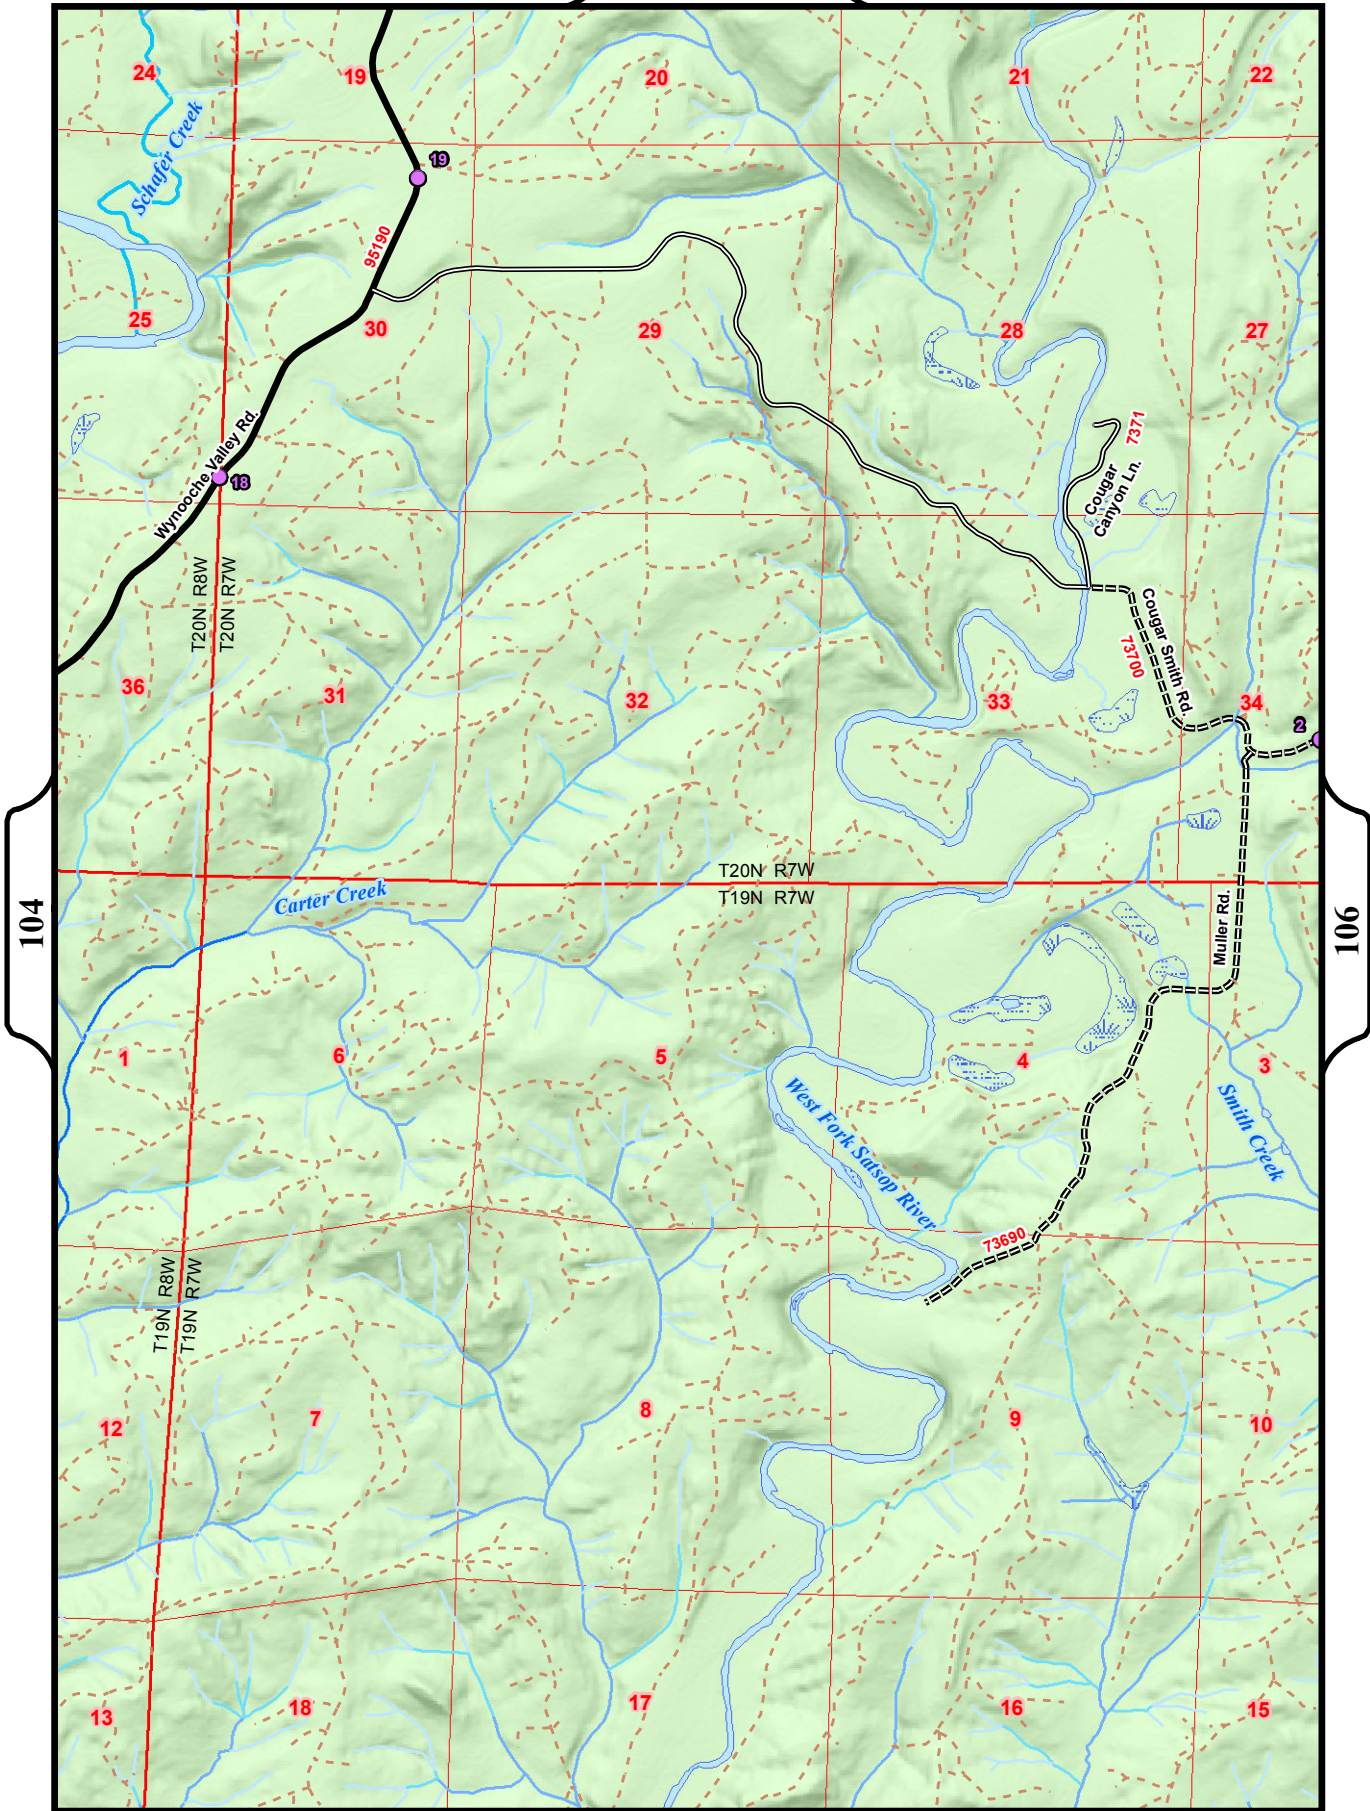 24
19
20
21
22
Schafer Creek
19
95190
25
30
29
28
27
Wynooche Valley Rd.
18
7371
Cougar
Canyon Ln.
T20N R8W
T20N R7W
Cougar Smith Rd.
73700
36
31
32
33
34
2
T20N R7W
T19N R7W
Carter Creek
Muller Rd.
104
106
1
6
5
4
3
West Fork Satsop River
Smith Creek
73690
T19N R8W
T19N R7W
12
7
8
9
10
13
18
17
16
15